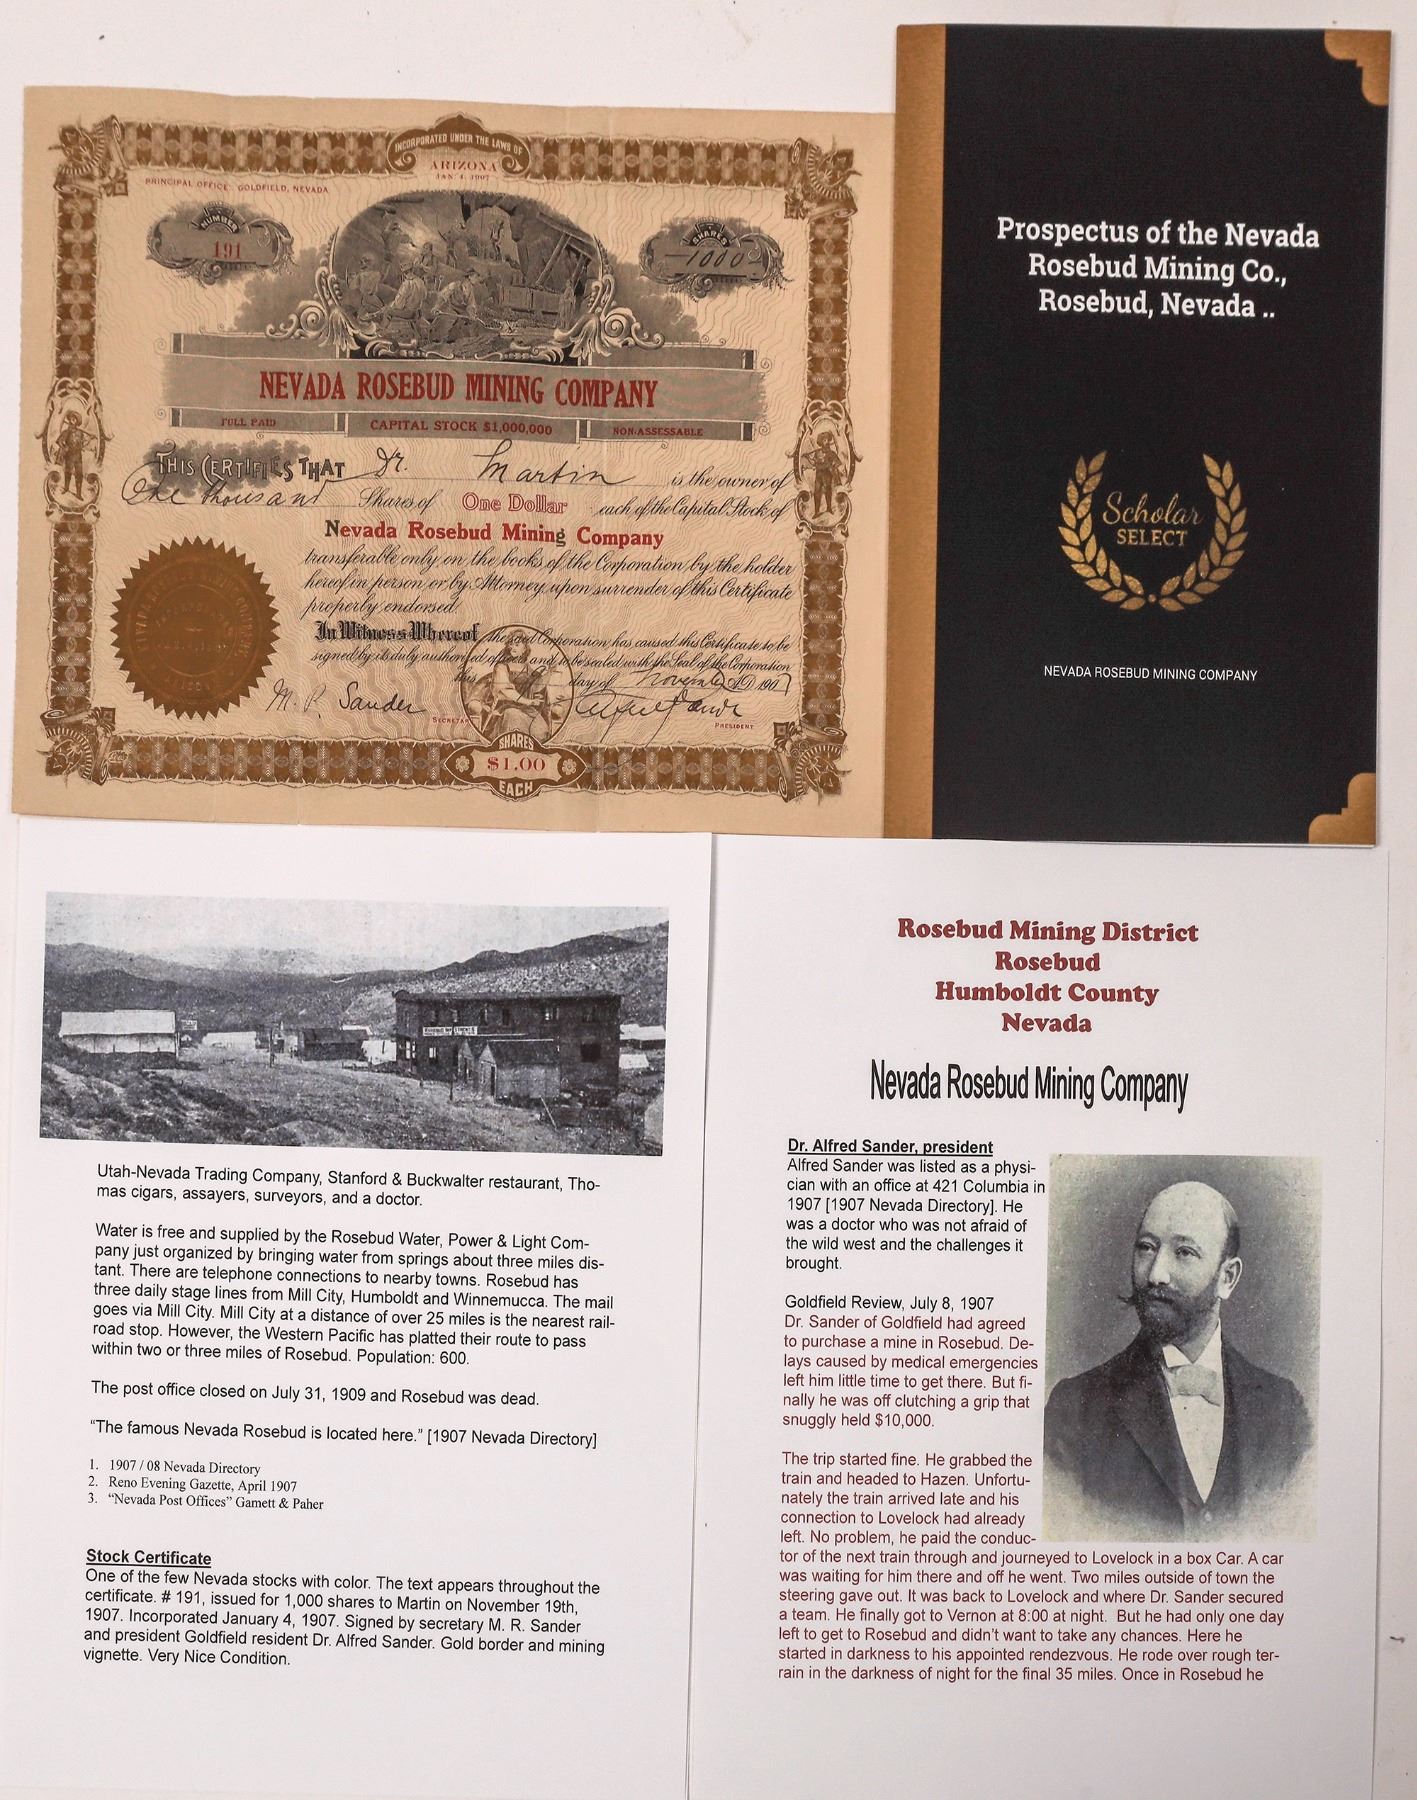 INCORPORATED UNDER THE LAWS OF
ARIZONA
JAN. 4, 1907
PRINCIPAL OFFICE: GOLDFIELD, NEVADA
NUMBER
191
SHARES
1000
NEVADA ROSEBUD MINING COMPANY
FULL PAID
CAPITAL STOCK $1,000,000
NON-ASSESSABLE
THIS CERTIFIES THAT Dr. Martin is the owner of
One thousand Shares of One Dollar each of the Capital Stock of
Nevada Rosebud Mining Company
transferable only on the books of the Corporation by the holder
hereof in person or by Attorney upon surrender of this Certificate
properly endorsed.
In Witness Whereof the said Corporation has caused this Certificate to be
signed by its duly authorized officers and to be sealed with the Seal of the Corporation
this day of November A.D. 1907
M. R. Sander
SECRETARY
PRESIDENT
SHARES
$1.00
EACH
Prospectus of the Nevada
Rosebud Mining Co.,
Rosebud, Nevada ..
Scholar
SELECT
NEVADA ROSEBUD MINING COMPANY
Utah-Nevada Trading Company, Stanford & Buckwalter restaurant, Tho-
mas cigars, assayers, surveyors, and a doctor.
Water is free and supplied by the Rosebud Water, Power & Light Com-
pany just organized by bringing water from springs about three miles dis-
tant. There are telephone connections to nearby towns. Rosebud has
three daily stage lines from Mill City, Humboldt and Winnemucca. The mail
goes via Mill City. Mill City at a distance of over 25 miles is the nearest rail-
road stop. However, the Western Pacific has platted their route to pass
within two or three miles of Rosebud. Population: 600.
The post office closed on July 31, 1909 and Rosebud was dead.
“The famous Nevada Rosebud is located here.” [1907 Nevada Directory]
1. 1907 / 08 Nevada Directory
2. Reno Evening Gazette, April 1907
3. “Nevada Post Offices” Gamett & Paher
Stock Certificate
One of the few Nevada stocks with color. The text appears throughout the
certificate. # 191, issued for 1,000 shares to Martin on November 19th,
1907. Incorporated January 4, 1907. Signed by secretary M. R. Sander
and president Goldfield resident Dr. Alfred Sander. Gold border and mining
vignette. Very Nice Condition.
Rosebud Mining District
Rosebud
Humboldt County
Nevada
Nevada Rosebud Mining Company
Dr. Alfred Sander, president
Alfred Sander was listed as a physi-
cian with an office at 421 Columbia in
1907 [1907 Nevada Directory]. He
was a doctor who was not afraid of
the wild west and the challenges it
brought.
Goldfield Review, July 8, 1907
Dr. Sander of Goldfield had agreed
to purchase a mine in Rosebud. De-
lays caused by medical emergencies
left him little time to get there. But fi-
nally he was off clutching a grip that
snuggly held $10,000.
The trip started fine. He grabbed the
train and headed to Hazen. Unfortu-
nately the train arrived late and his
connection to Lovelock had already
left. No problem, he paid the conduc-
tor of the next train through and journeyed to Lovelock in a box Car. A car
was waiting for him there and off he went. Two miles outside of town the
steering gave out. It was back to Lovelock and where Dr. Sander secured
a team. He finally got to Vernon at 8:00 at night. But he had only one day
left to get to Rosebud and didn't want to take any chances. Here he
started in darkness to his appointed rendezvous. He rode over rough ter-
rain in the darkness of night for the final 35 miles. Once in Rosebud he